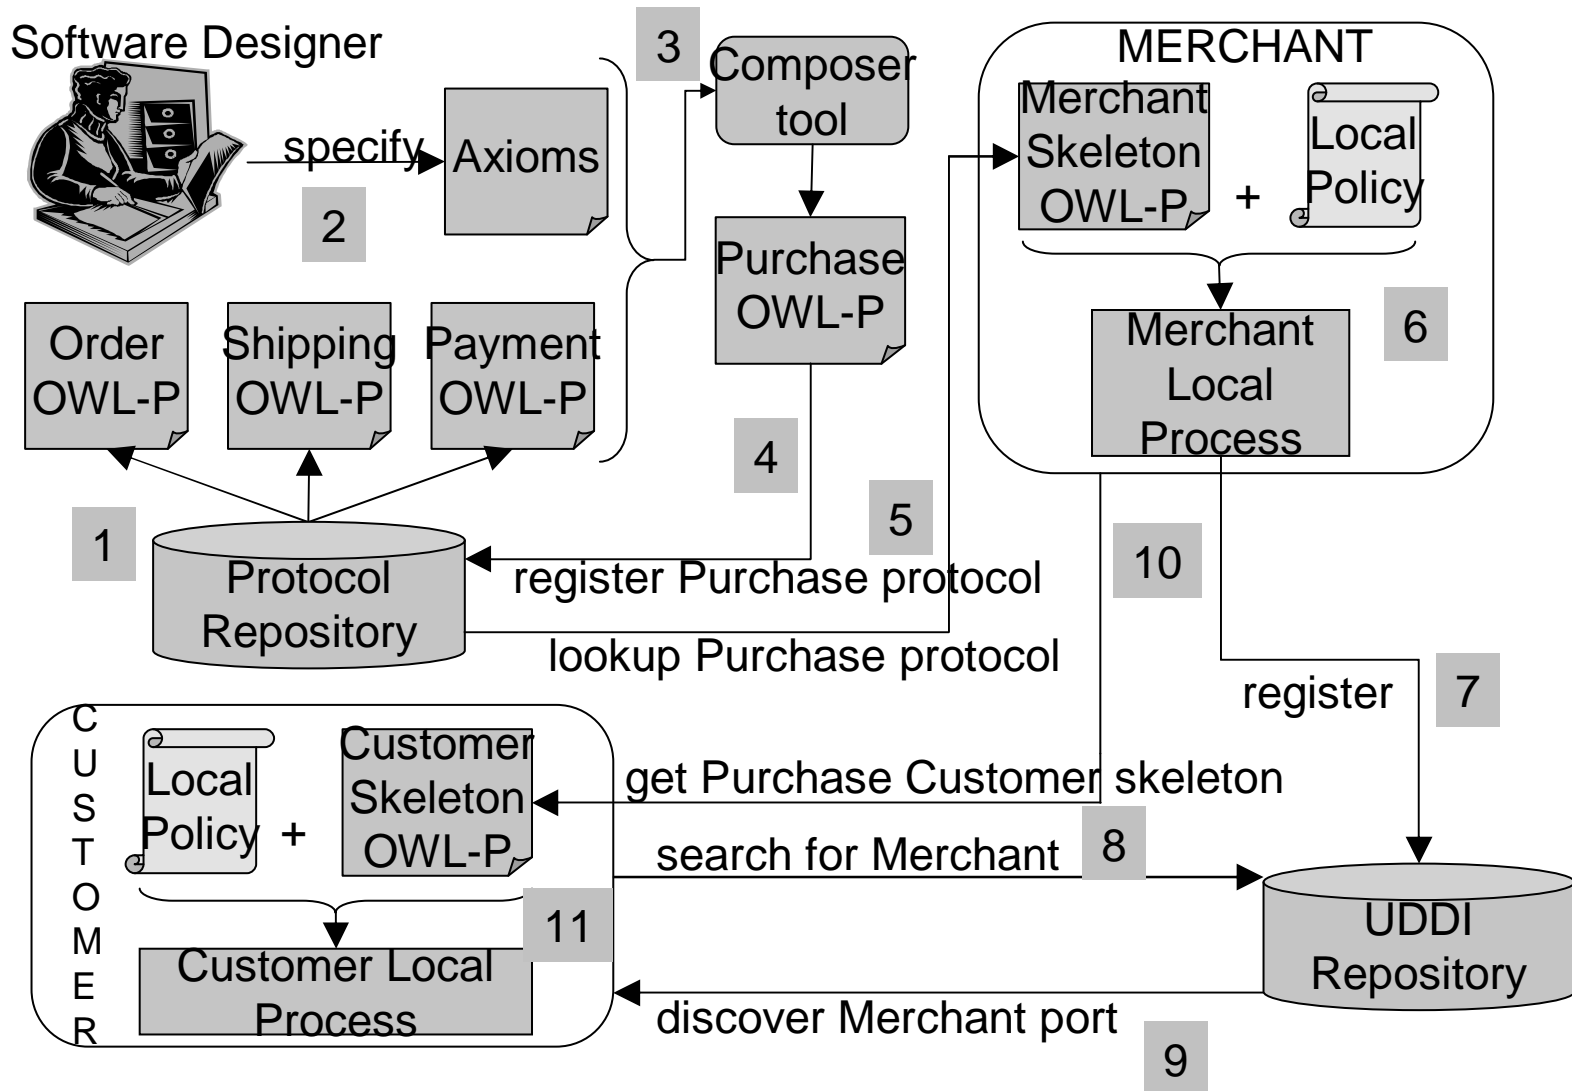 Software Designer
specify
2
Axioms
3
Composer
tool
Purchase
OWL-P
4
Order
OWL-P
Shipping
OWL-P
Payment
OWL-P
1
Protocol
Repository
register Purchase protocol
lookup Purchase protocol
5
MERCHANT
Merchant
Skeleton
OWL-P
+
Local
Policy
6
Merchant
Local
Process
10
register
7
CUSTOMER
Local
Policy
+
Customer
Skeleton
OWL-P
11
Customer Local
Process
get Purchase Customer skeleton
search for Merchant
8
discover Merchant port
9
UDDI
Repository